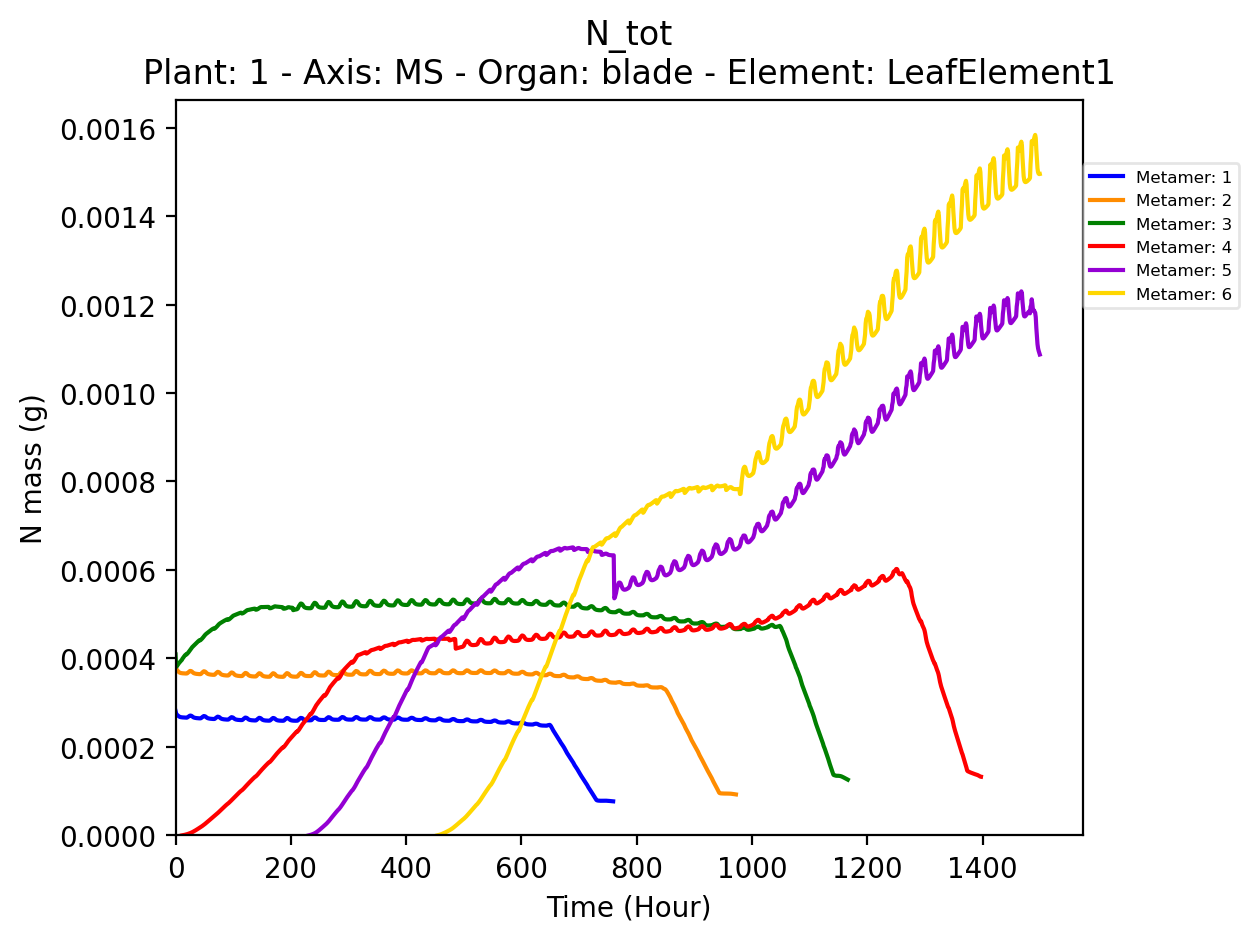 N_tot
Plant: 1 - Axis: MS - Organ: blade - Element: LeafElement1
N mass (g)
0.0016
0.0014
0.0012
0.0010
0.0008
0.0006
0.0004
0.0002
0.0000
0 200 400 600 800 1000 1200 1400
Time (Hour)
Metamer: 1
Metamer: 2
Metamer: 3
Metamer: 4
Metamer: 5
Metamer: 6